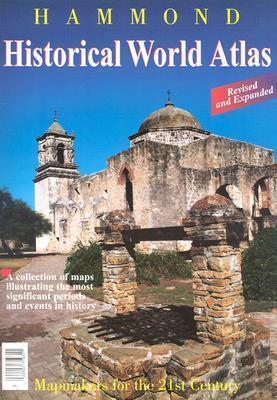 HAMMOND
Historical World Atlas
Revised
and Expanded
A collection of maps
illustrating the most
significant periods
and events in history
Mapmakers for the 21st Century